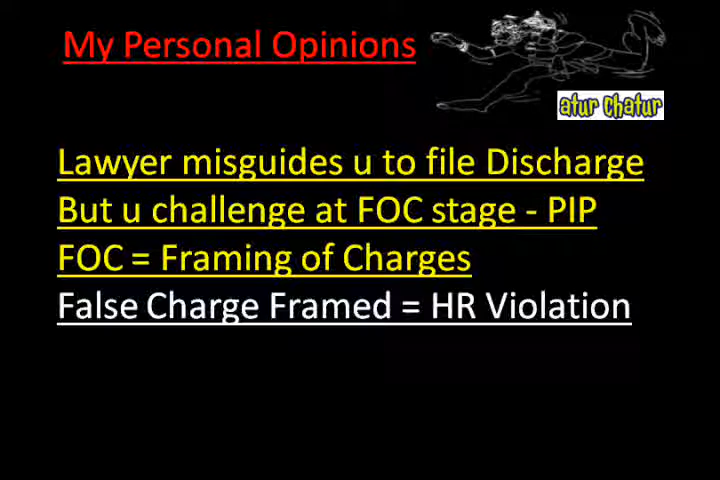 My Personal Opinions
atur chatur
Lawyer misguides u to file Discharge
But u challenge at FOC stage - PIP
FOC = Framing of Charges
False Charge Framed = HR Violation